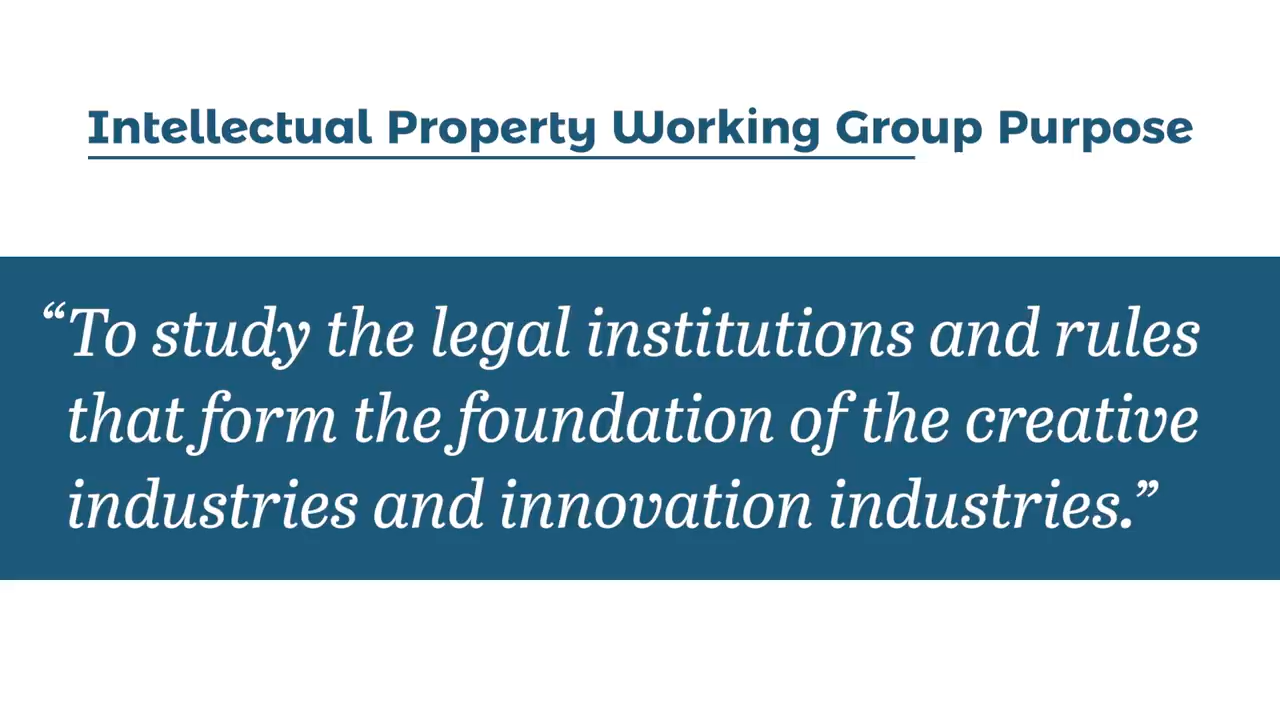 Intellectual Property Working Group Purpose
“To study the legal institutions and rules
that form the foundation of the creative
industries and innovation industries.”